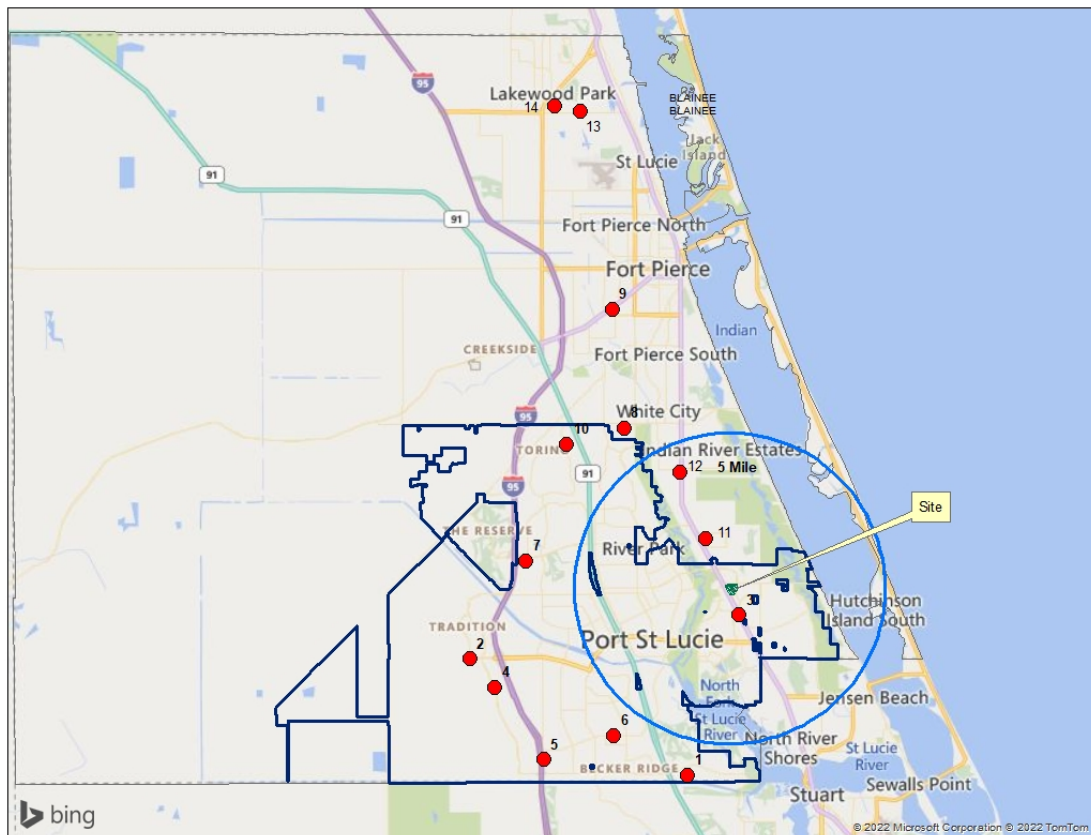 95
Lakewood Park
14
13
BLAINEE
BLAINEE
Jack
Island
St Lucie
91
91
Fort Pierce North
Fort Pierce
9
Indian
CREEKSIDE
Fort Pierce South
95
White City
8
10
TORINO
Indian River Estates
91
12
5 Mile
95
Site
THE RESERVE
11
River Park
7
3
Hutchinson
Island South
TRADITION
Port St Lucie
2
4
North
Fork
St Lucie
River
Jensen Beach
6
North River
Shores
St Lucie
River
5
BECKER RIDGE
1
Sewalls Point
Stuart
bing
© 2022 Microsoft Corporation © 2022 TomTom